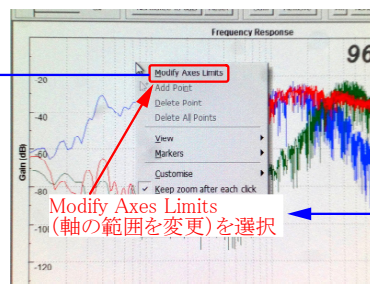 Frequency Response
96
Modify Axes Limits
Add Point
Delete Point
Delete All Points
View
Markers
Customise
✓ Keep zoom after each click
Gain (dB)
-20
-40
-60
-80
-100
-120
Modify Axes Limits
(軸の範囲を変更)を選択